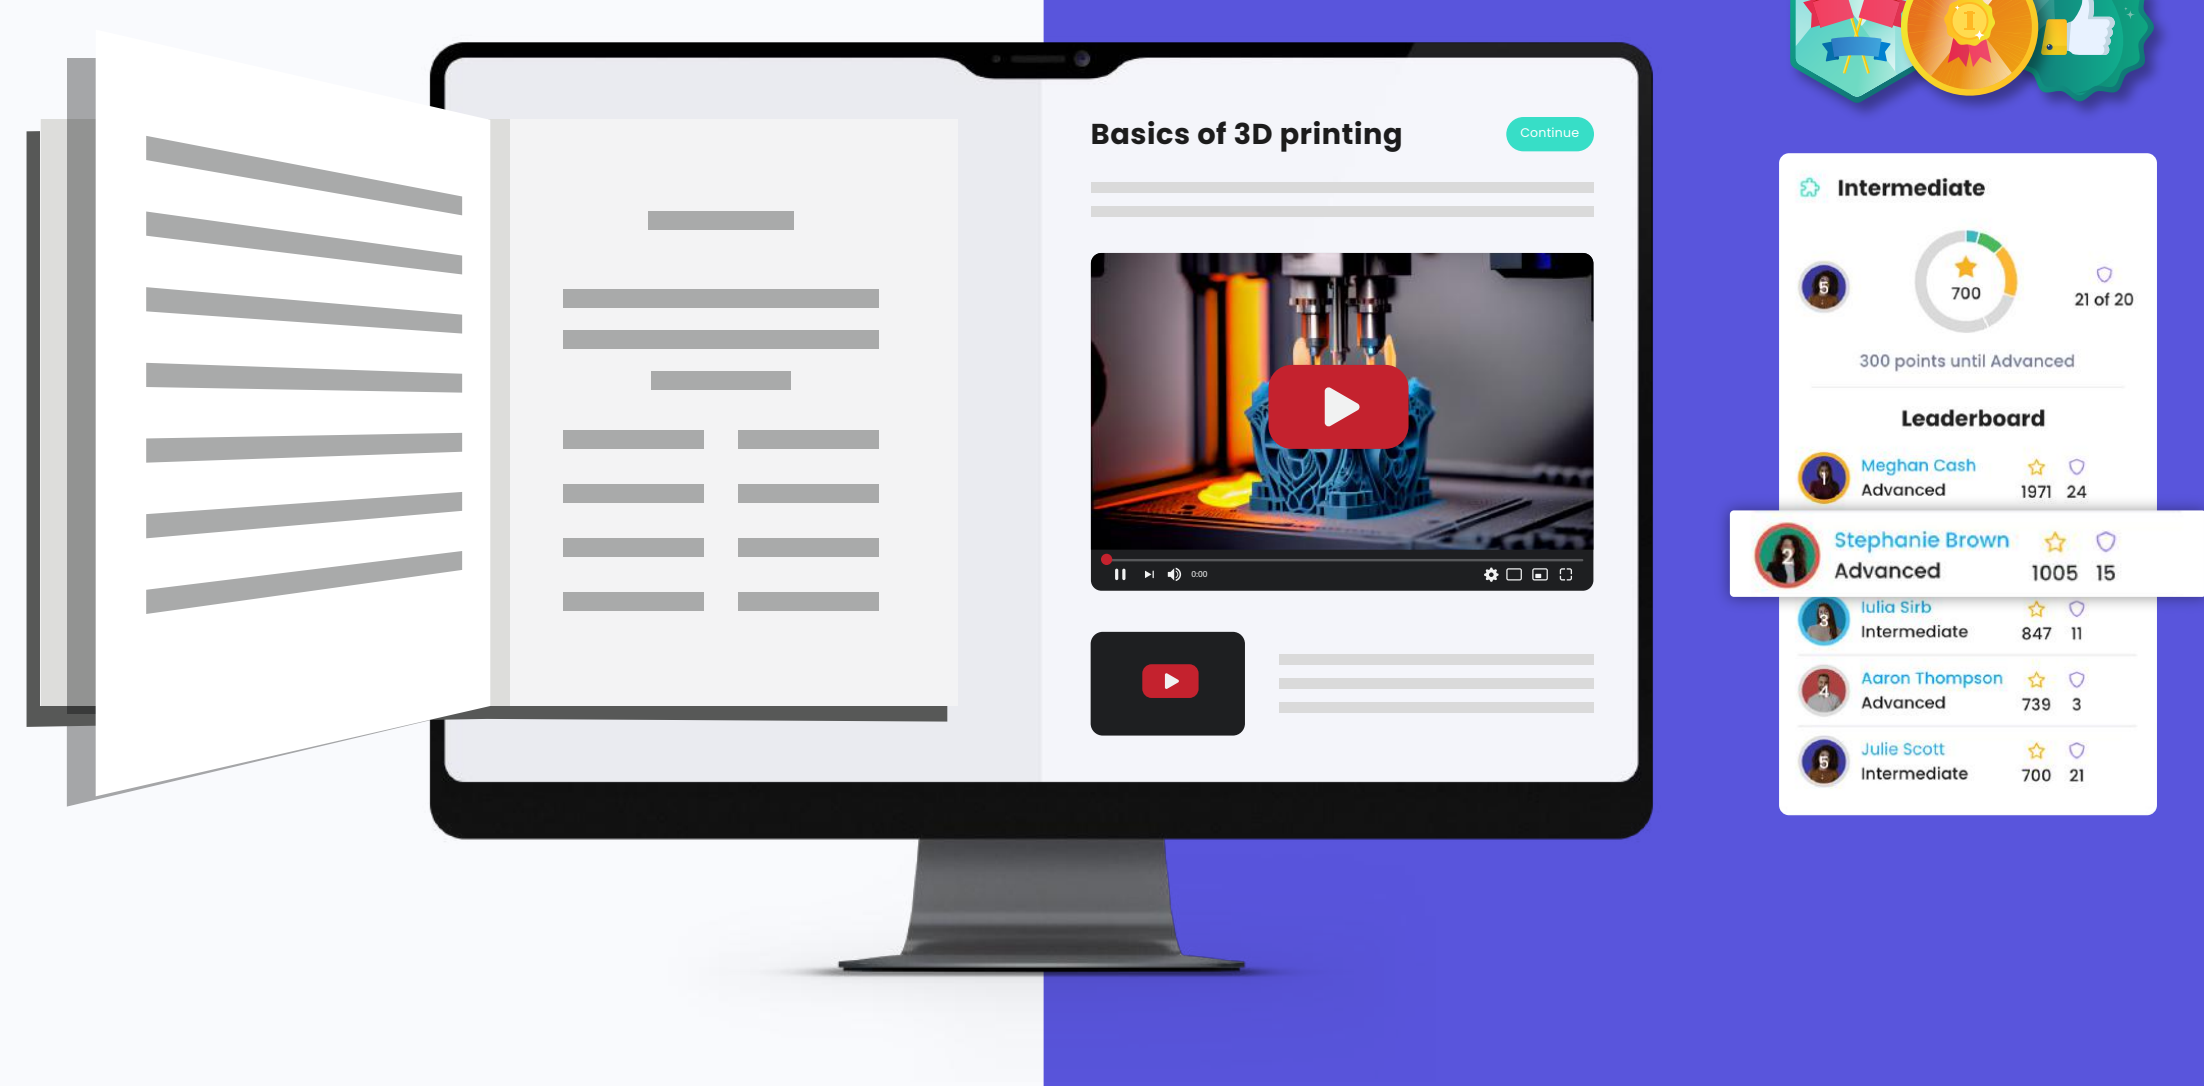 Basics of 3D printing
Continue
0:00
1
Intermediate
5
700
21 of 20
300 points until Advanced
Leaderboard
1
Meghan Cash
Advanced
1971 24
2
Stephanie Brown
Advanced
1005 15
3
Iulia Sirb
Intermediate
847 11
4
Aaron Thompson
Advanced
739 3
5
Julie Scott
Intermediate
700 21